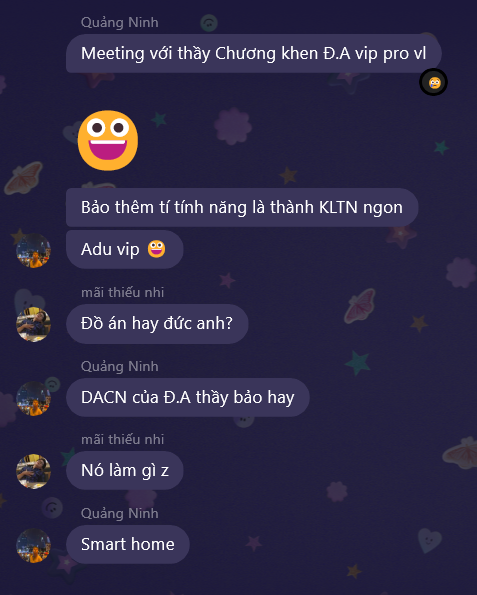 Quảng Ninh
Meeting với thầy Chương khen Đ.A vip pro vl
Bảo thêm tí tính năng là thành KLTN ngon
Adu vip
mãi thiếu nhi
Đồ án hay đức anh?
Quảng Ninh
DACN của Đ.A thầy bảo hay
mãi thiếu nhi
Nó làm gì z
Quảng Ninh
Smart home